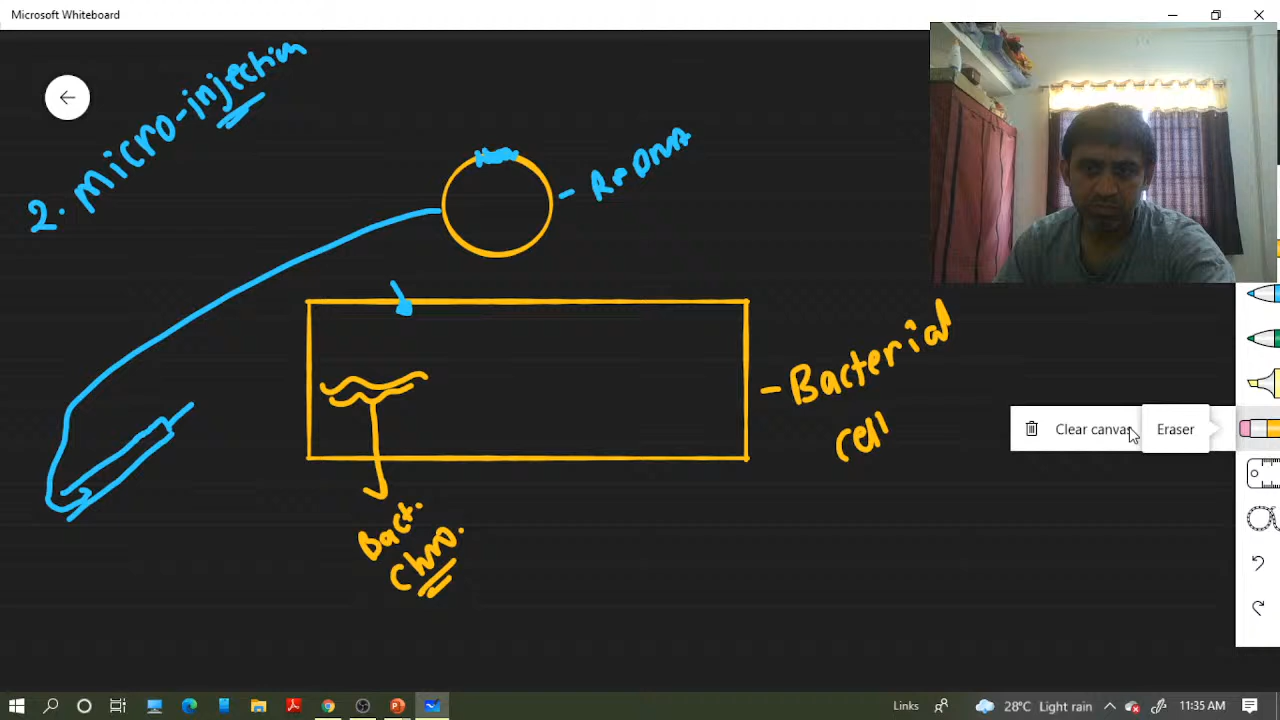 Microsoft Whiteboard
2. Micro-injection
- Re DNA
- Bacterial
cell
Clear canvas
Eraser
Bact.
Chro.
Links
28°C Light rain
11:35 AM